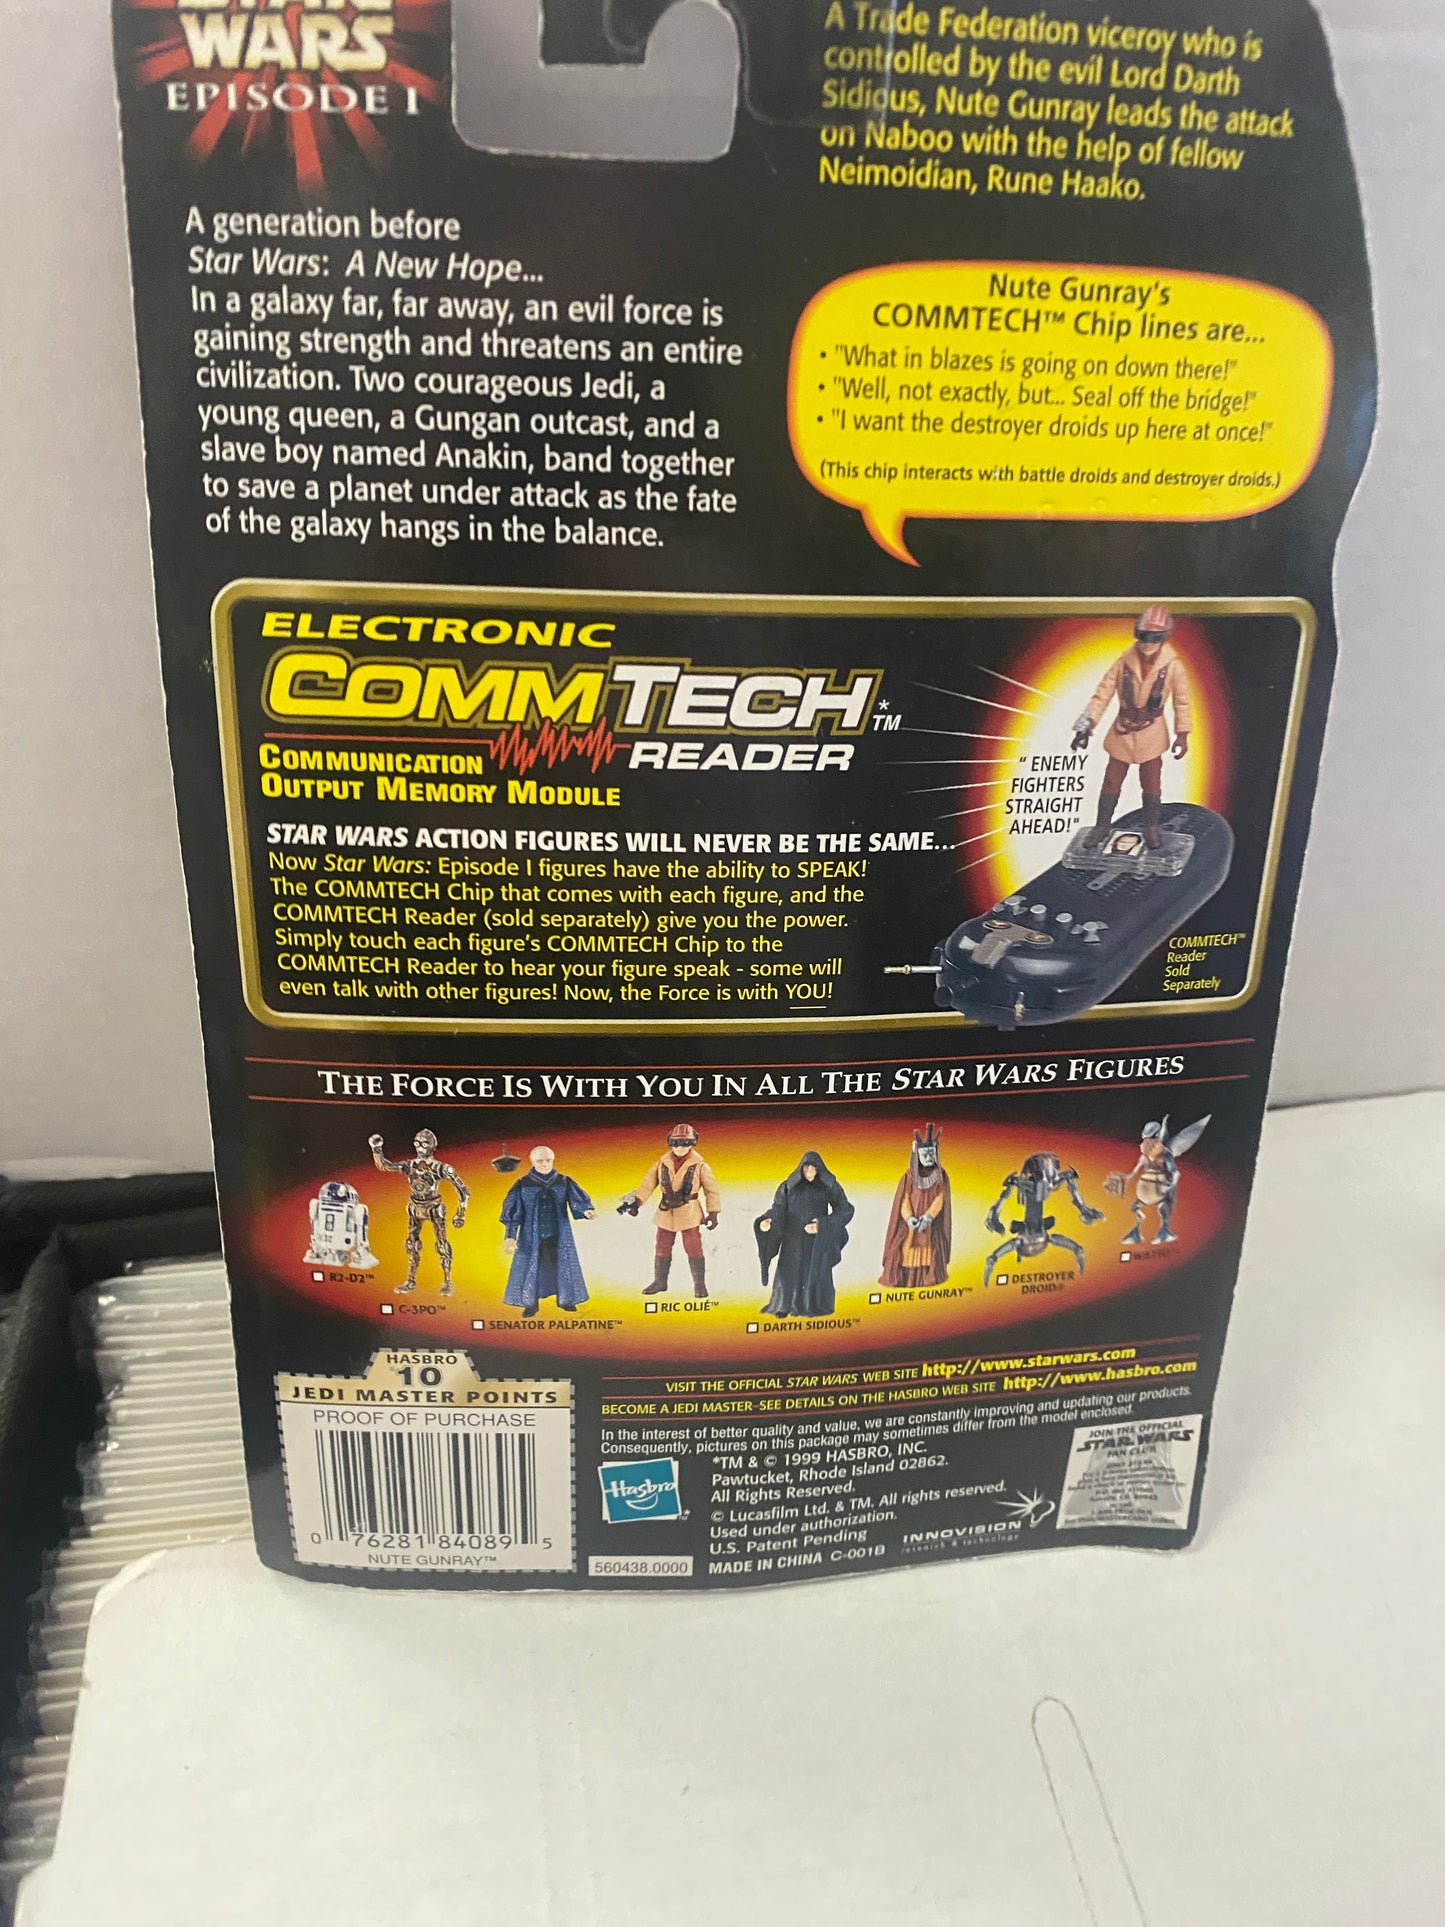 STAR
WARS
EPISODE I
A Trade Federation viceroy who is
controlled by the evil Lord Darth
Sidious, Nute Gunray leads the attack
on Naboo with the help of fellow
Neimoidian, Rune Haako.
A generation before
Star Wars: A New Hope...
In a galaxy far, far away, an evil force is
gaining strength and threatens an entire
civilization. Two courageous Jedi, a
young queen, a Gungan outcast, and a
slave boy named Anakin, band together
to save a planet under attack as the fate
of the galaxy hangs in the balance.
Nute Gunray's
COMMTECH™ Chip lines are...
• "What in blazes is going on down there!"
• "Well, not exactly, but... Seal off the bridge!"
• "I want the destroyer droids up here at once!"
(This chip interacts with battle droids and destroyer droids.)
ELECTRONIC
COMMTECH*™
READER
COMMUNICATION
OUTPUT MEMORY MODULE
STAR WARS ACTION FIGURES WILL NEVER BE THE SAME...
Now Star Wars: Episode I figures have the ability to SPEAK!
The COMMTECH Chip that comes with each figure, and the
COMMTECH Reader (sold separately) give you the power.
Simply touch each figure's COMMTECH Chip to the
COMMTECH Reader to hear your figure speak - some will
even talk with other figures! Now, the Force is with YOU!
" ENEMY
FIGHTERS
STRAIGHT
AHEAD!"
COMMTECH™
Reader
Sold
Separately
THE FORCE IS WITH YOU IN ALL THE STAR WARS FIGURES
R2-D2™
C-3PO™
SENATOR PALPATINE™
RIC OLIÉ™
DARTH SIDIOUS™
NUTE GUNRAY™
DESTROYER
DROID®
WATTO™
HASBRO
10
JEDI MASTER POINTS
PROOF OF PURCHASE
0 76281 84089 5
NUTE GUNRAY™
VISIT THE OFFICIAL STAR WARS WEB SITE http://www.starwars.com
BECOME A JEDI MASTER-SEE DETAILS ON THE HASBRO WEB SITE http://www.hasbro.com
In the interest of better quality and value, we are constantly improving and updating our products.
Consequently, pictures on this package may sometimes differ from the model enclosed.
Hasbro
*TM & © 1999 HASBRO, INC.
Pawtucket, Rhode Island 02862.
All Rights Reserved.
© Lucasfilm Ltd. & TM. All rights reserved.
Used under authorization.
U.S. Patent Pending
MADE IN CHINA C-001B
560438.0000
INNOVISION
research & technology
JOIN THE OFFICIAL
STAR WARS
FAN CLUB